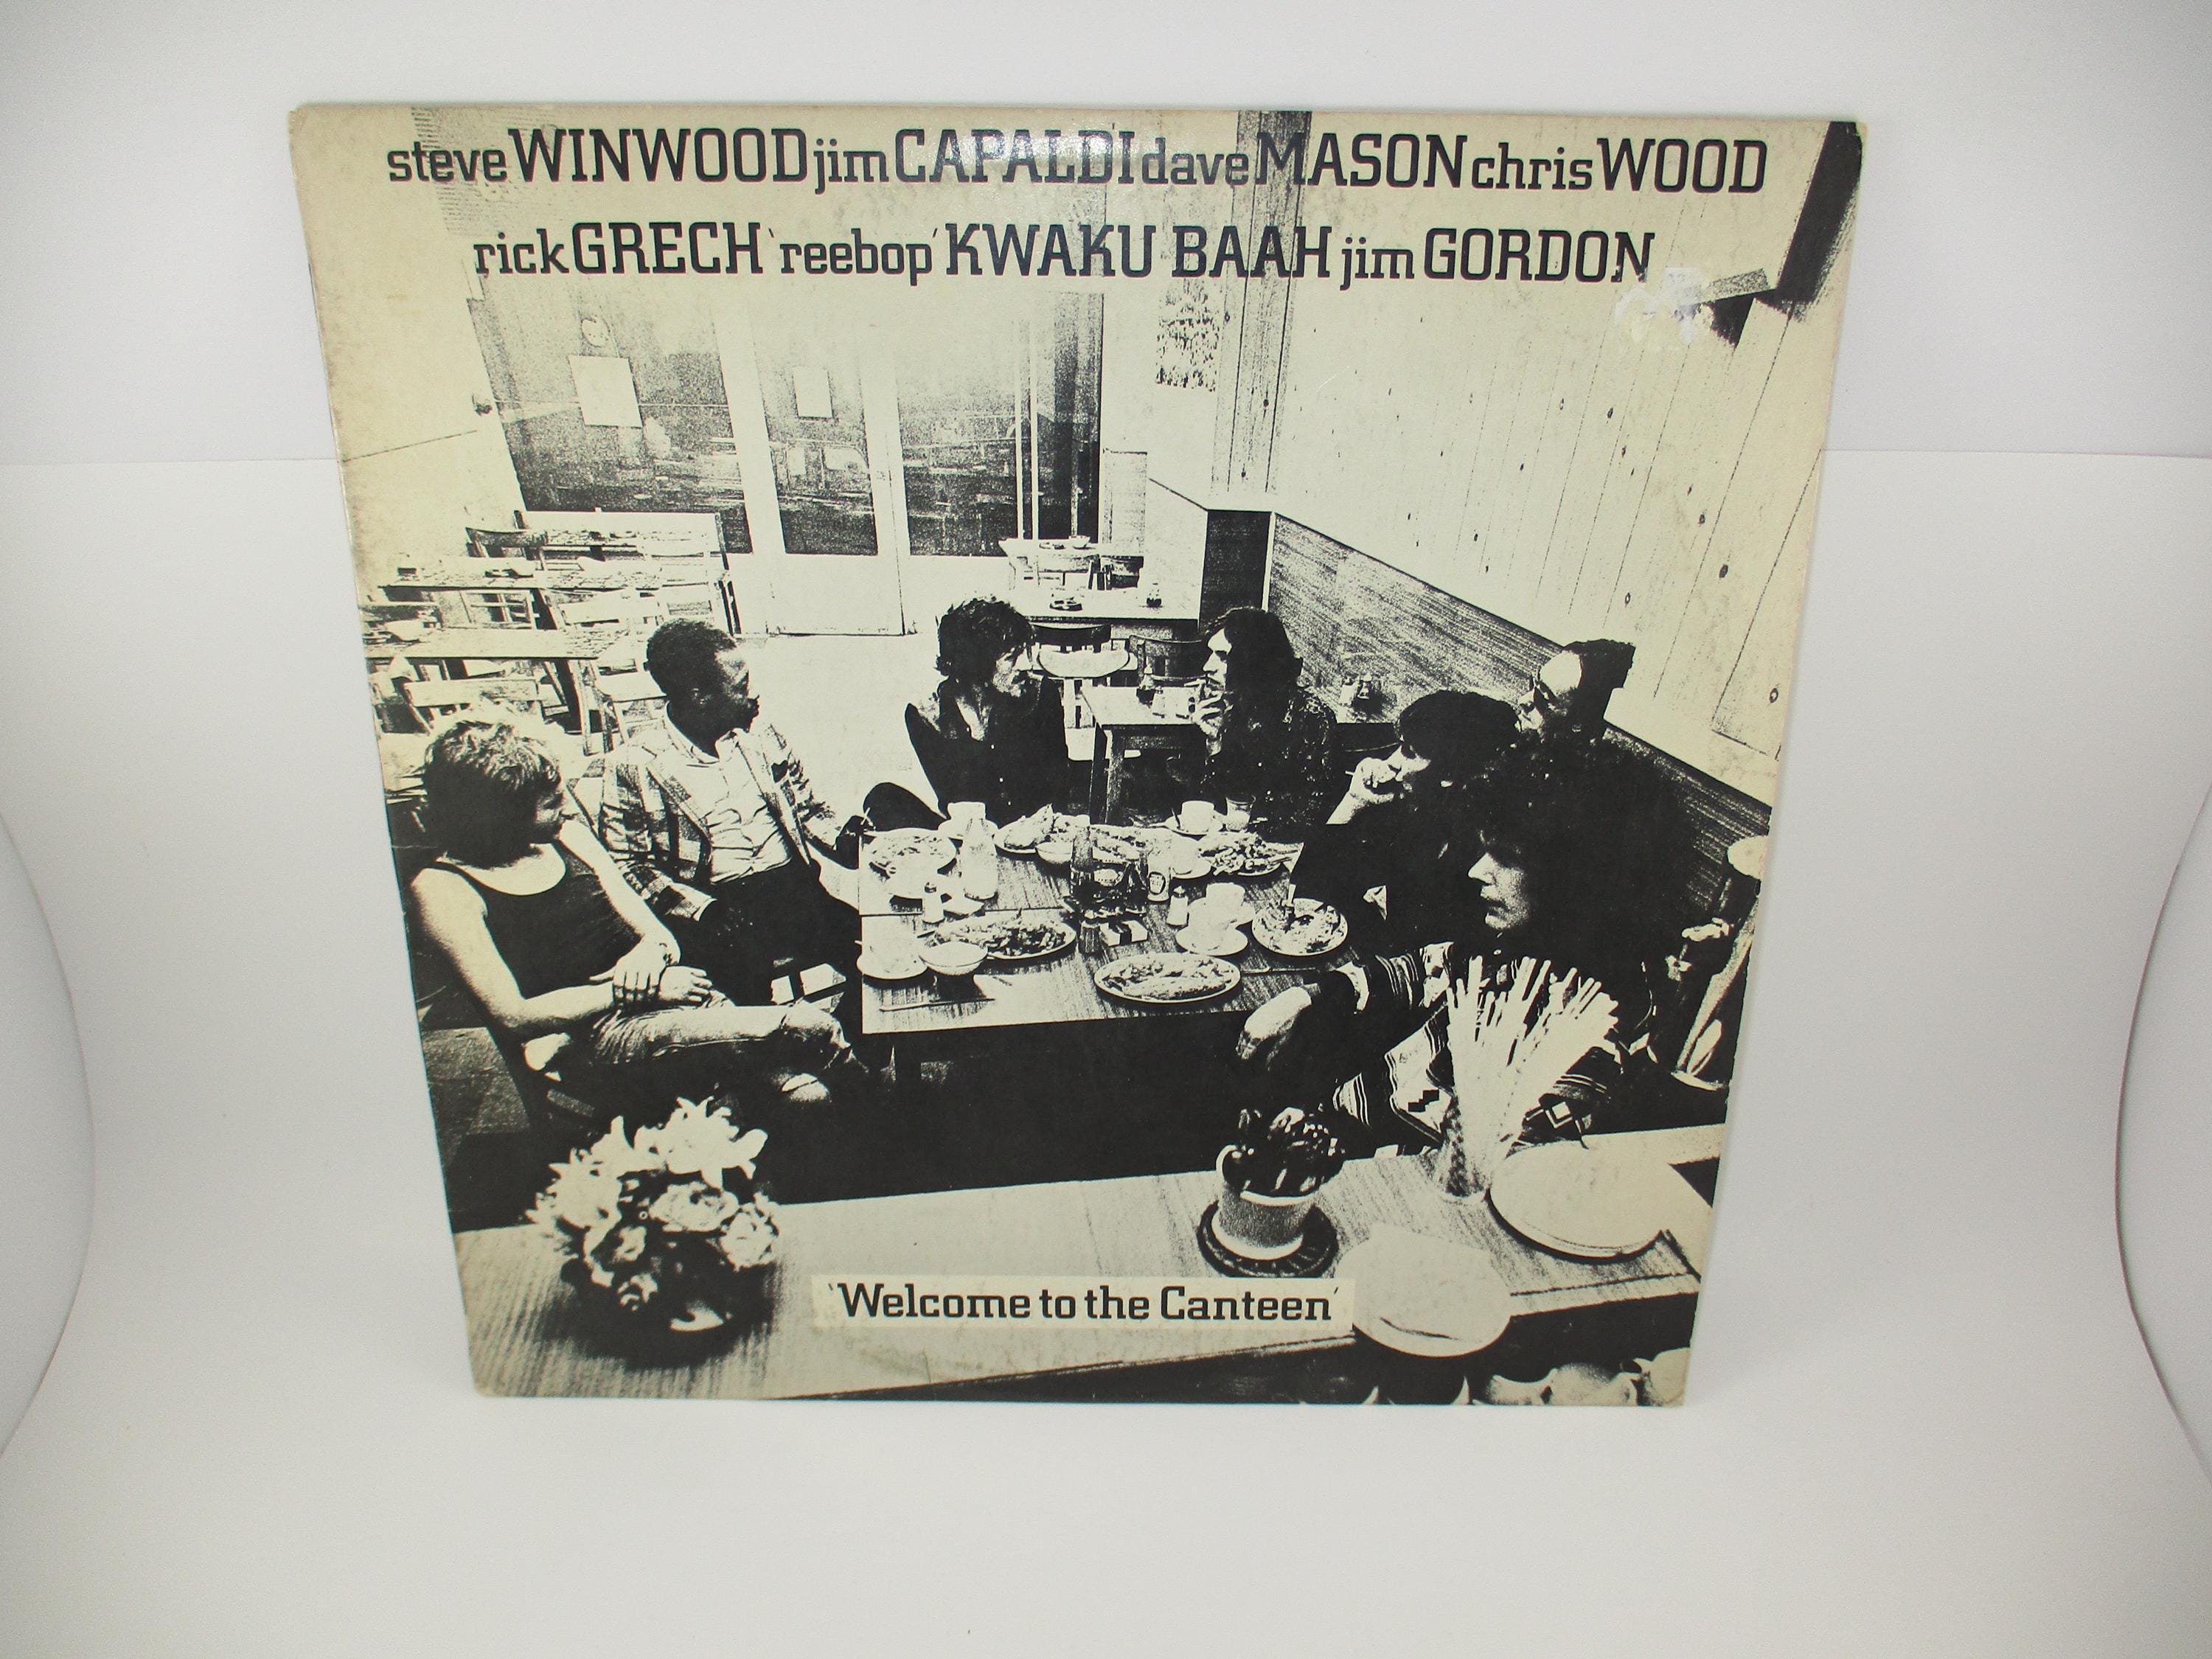 steve WINWOOD jim CAPALDI dave MASON chris WOOD
rick GRECH 'reebop' KWAKU BAAH jim GORDON
'Welcome to the Canteen'